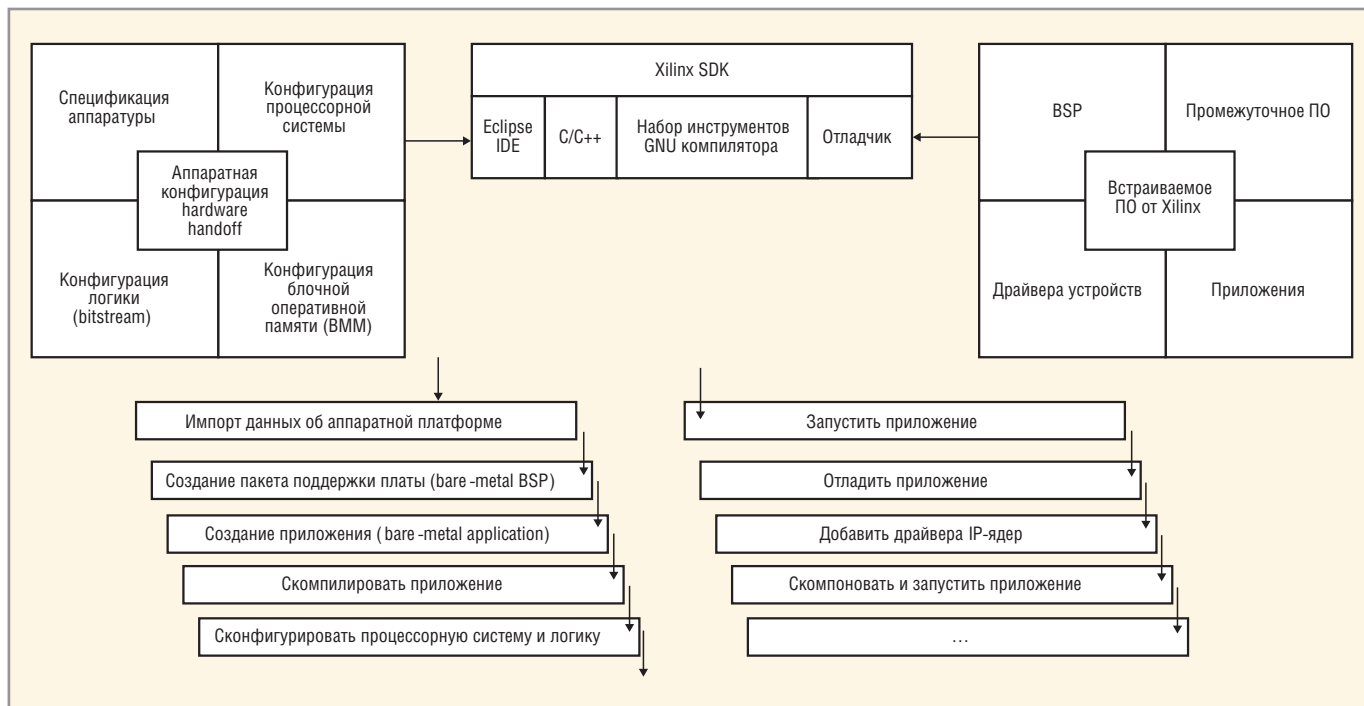 Спецификация
аппаратуры
Конфигурация
процессорной
системы
Аппаратная
конфигурация
hardware
handoff
Конфигурация
логики
(bitstream)
Конфигурация
блочной
оперативной
памяти (BMM)
Xilinx SDK
Eclipse
IDE
C/C++
Набор инструментов
GNU компилятора
Отладчик
BSP
Промежуточное ПО
Встраиваемое
ПО от Xilinx
Драйвера устройств
Приложения
Импорт данных об аппаратной платформе
Создание пакета поддержки платы (bare-metal BSP)
Создание приложения (bare-metal application)
Скомпилировать приложение
Сконфигурировать процессорную систему и логику
Запустить приложение
Отладить приложение
Добавить драйвера IP-ядер
Скомпоновать и запустить приложение
...